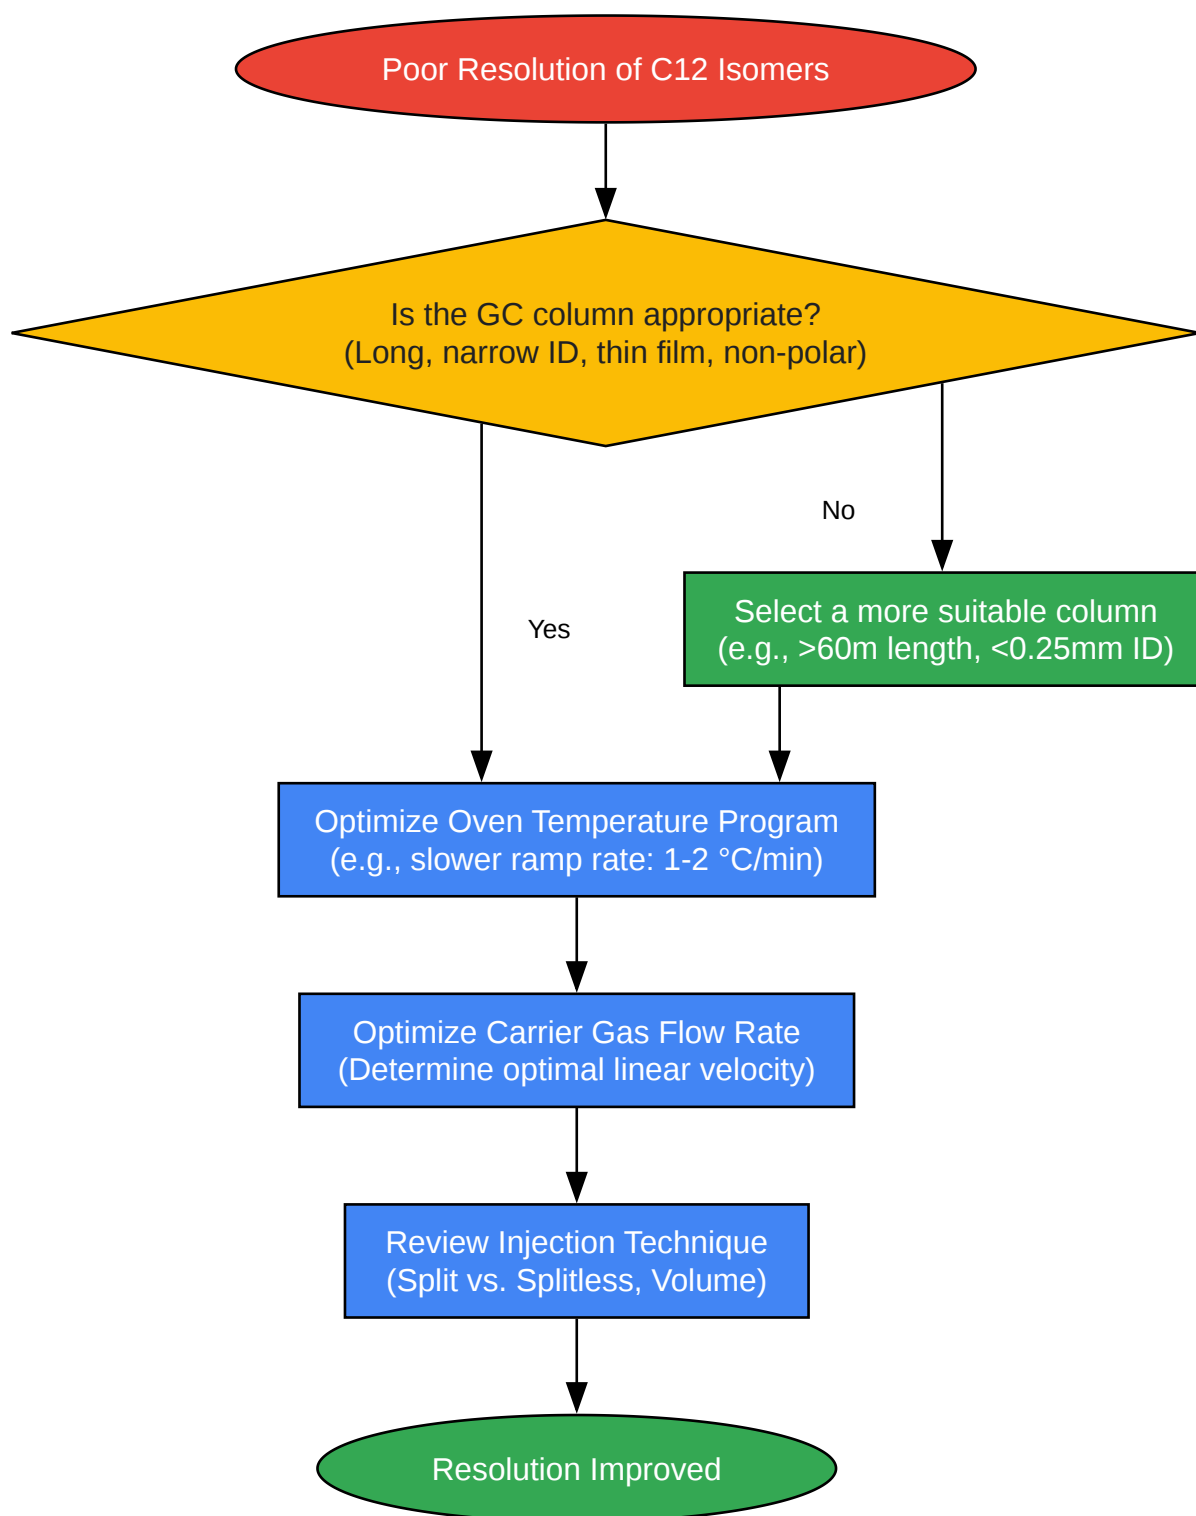 Poor Resolution of C12 Isomers
Is the GC column appropriate?
(Long, narrow ID, thin film, non-polar)
No
Select a more suitable column
(e.g., >60m length, <0.25mm ID)
Yes
Optimize Oven Temperature Program
(e.g., slower ramp rate: 1-2 °C/min)
Optimize Carrier Gas Flow Rate
(Determine optimal linear velocity)
Review Injection Technique
(Split vs. Splitless, Volume)
Resolution Improved